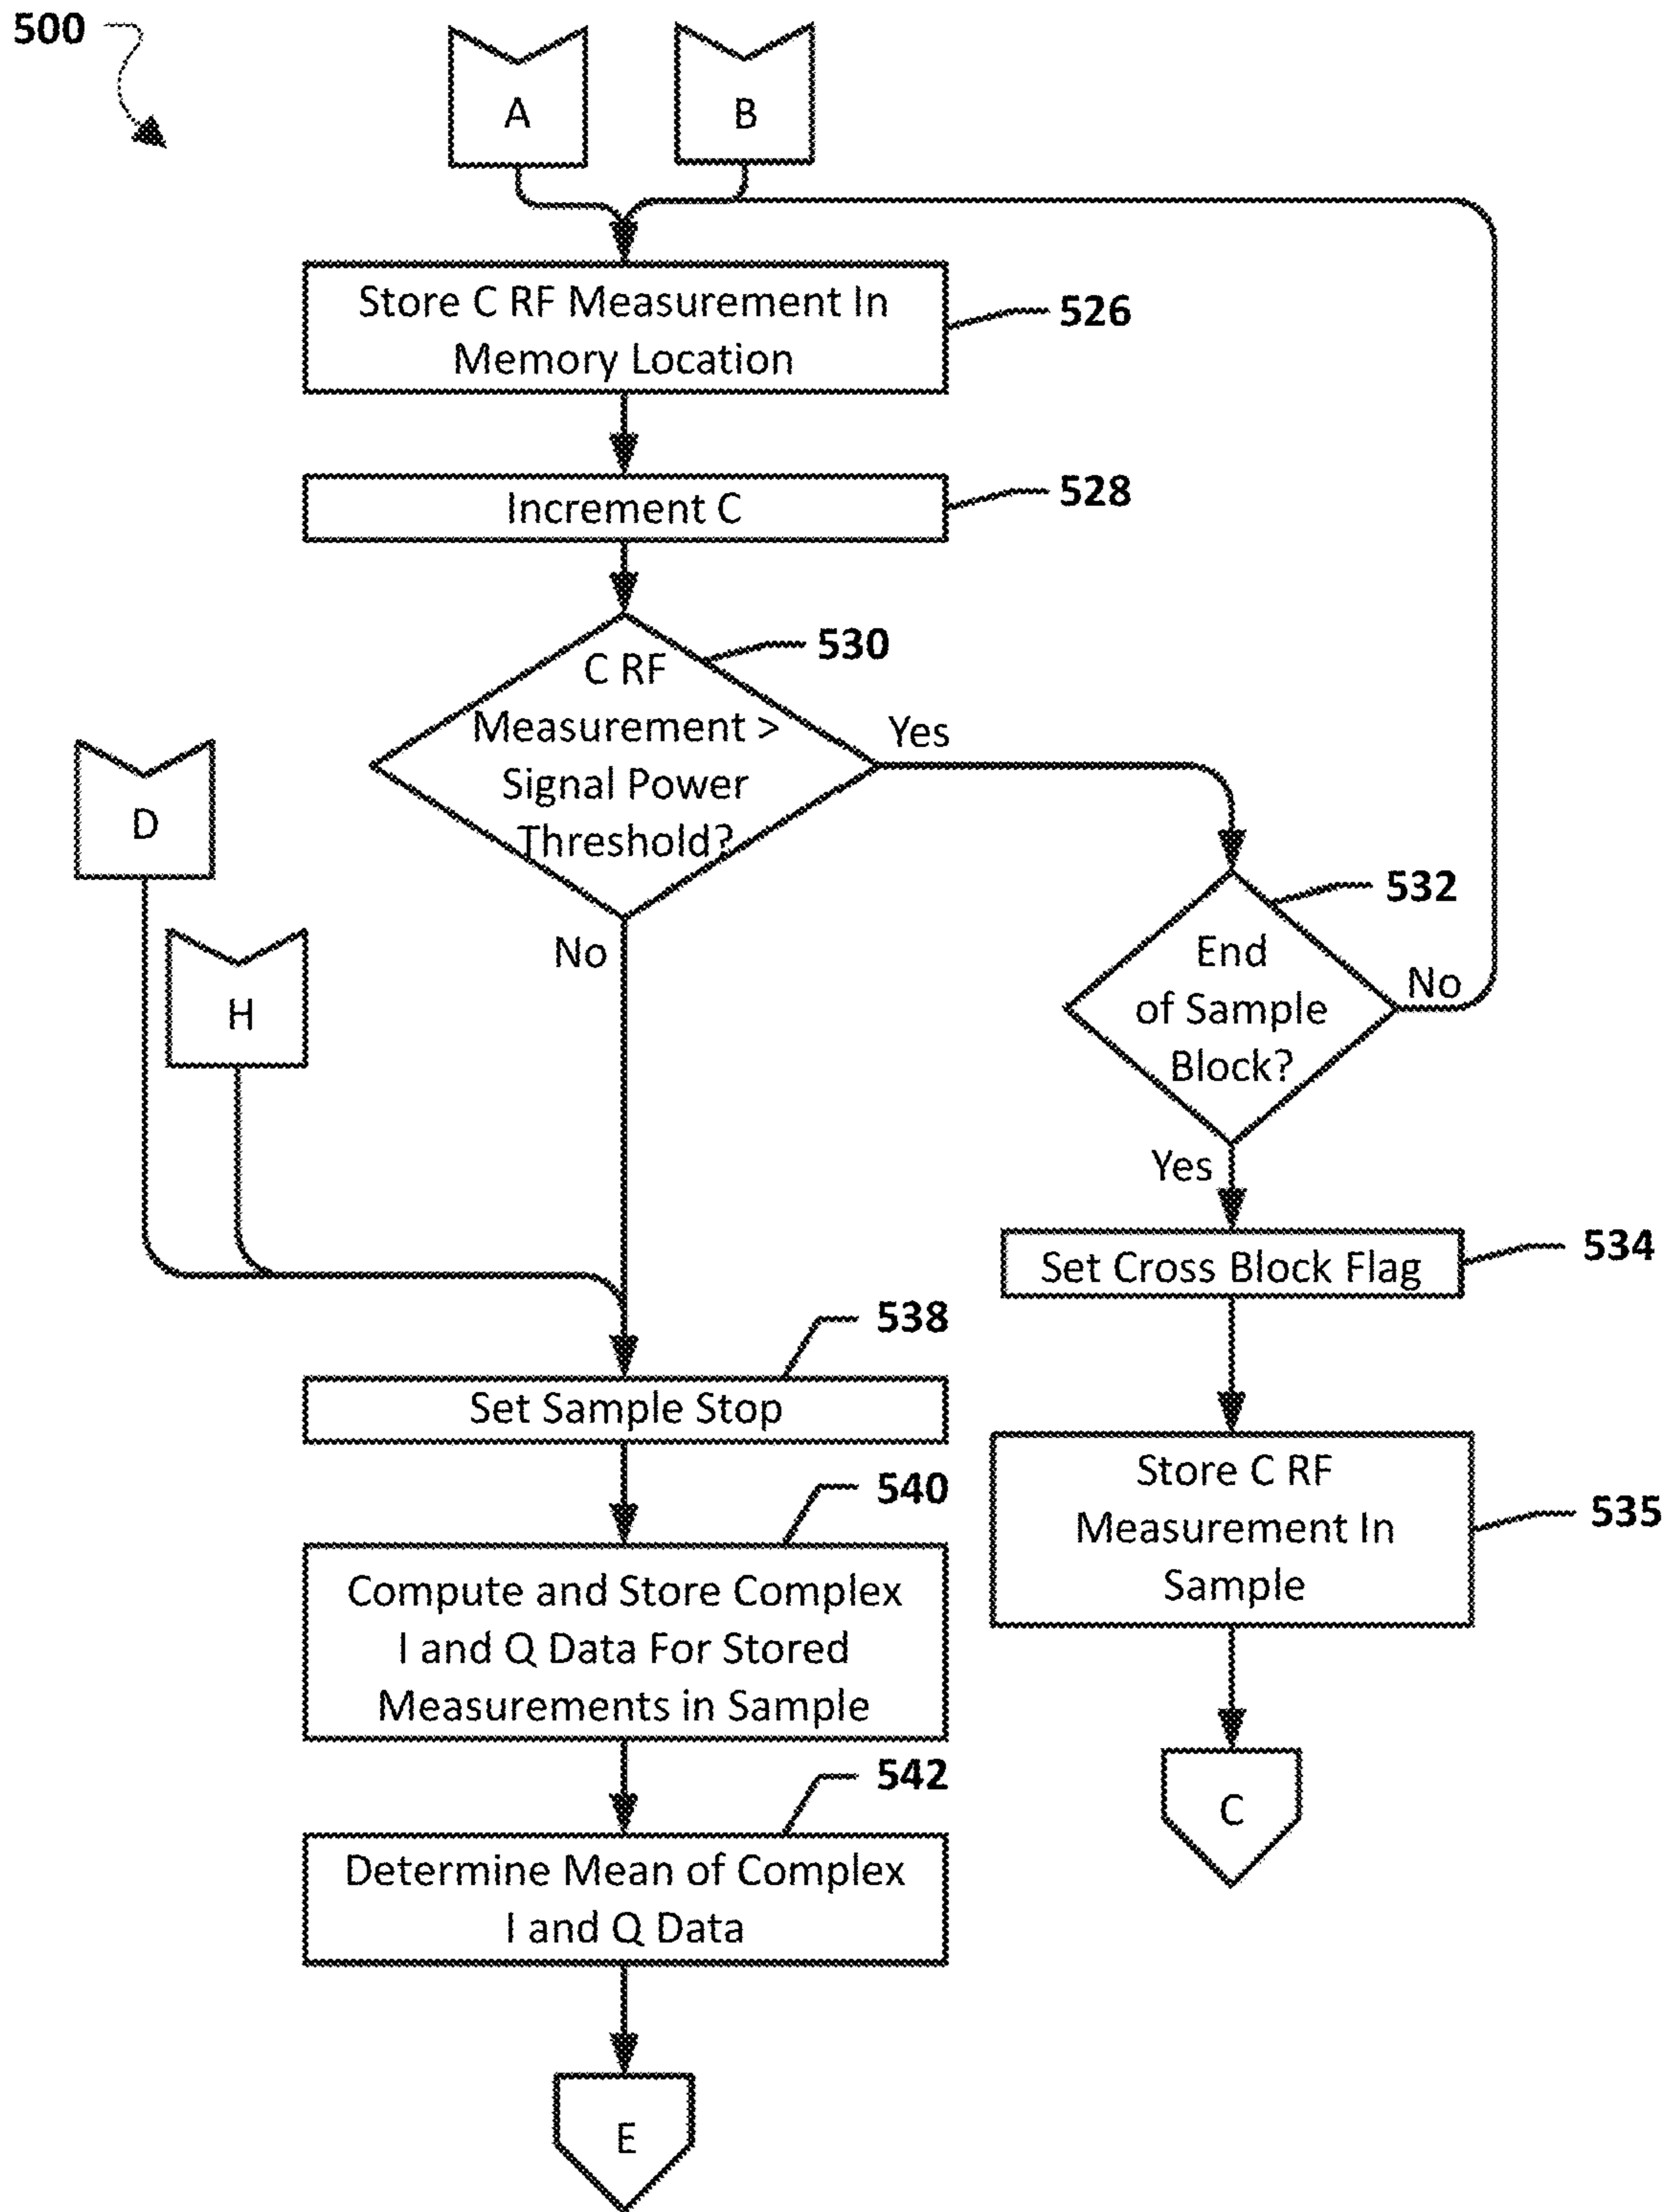 500
A
B
Store C RF Measurement In
Memory Location
526
Increment C
528
530
C RF
Measurement >
Signal Power
Threshold?
Yes
No
D
H
532
End
of Sample
Block?
No
Yes
Set Cross Block Flag
534
538
Set Sample Stop
Store C RF
Measurement In
Sample
535
540
Compute and Store Complex
I and Q Data For Stored
Measurements in Sample
C
542
Determine Mean of Complex
I and Q Data
E